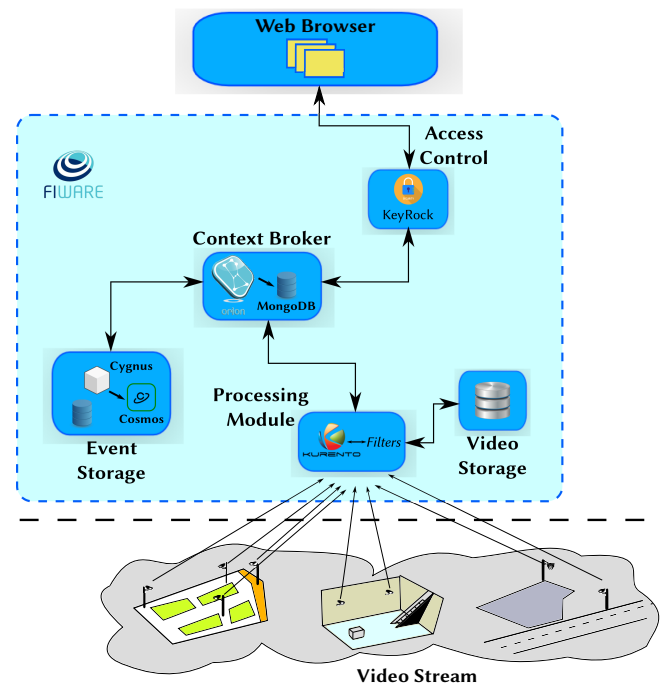 Web Browser
Access
Control
FIWARE
KeyRock
Context Broker
orion
MongoDB
Cygnus
Cosmos
Processing
Module
Event
Storage
KURENTO
Filters
Video
Storage
Video Stream